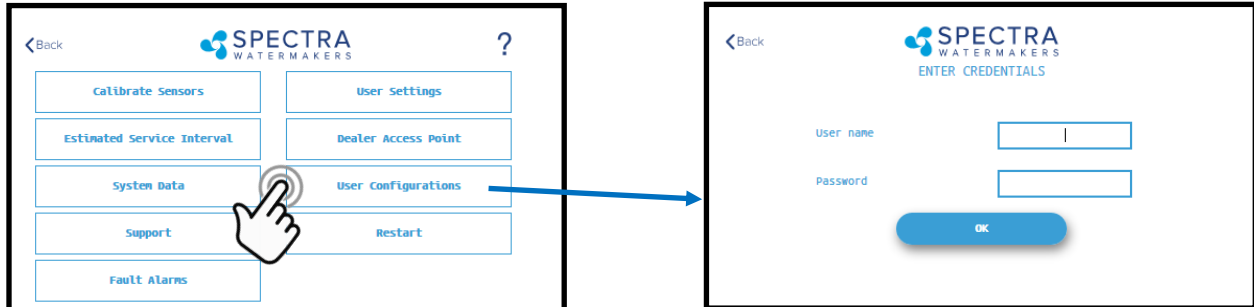 Back
SPECTRA
WATERMAKERS
?
Calibrate Sensors
User Settings
Estimated Service Interval
Dealer Access Point
System Data
User Configurations
Support
Restart
Fault Alarms
Back
SPECTRA
WATERMAKERS
ENTER CREDENTIALS
User name
Password
OK